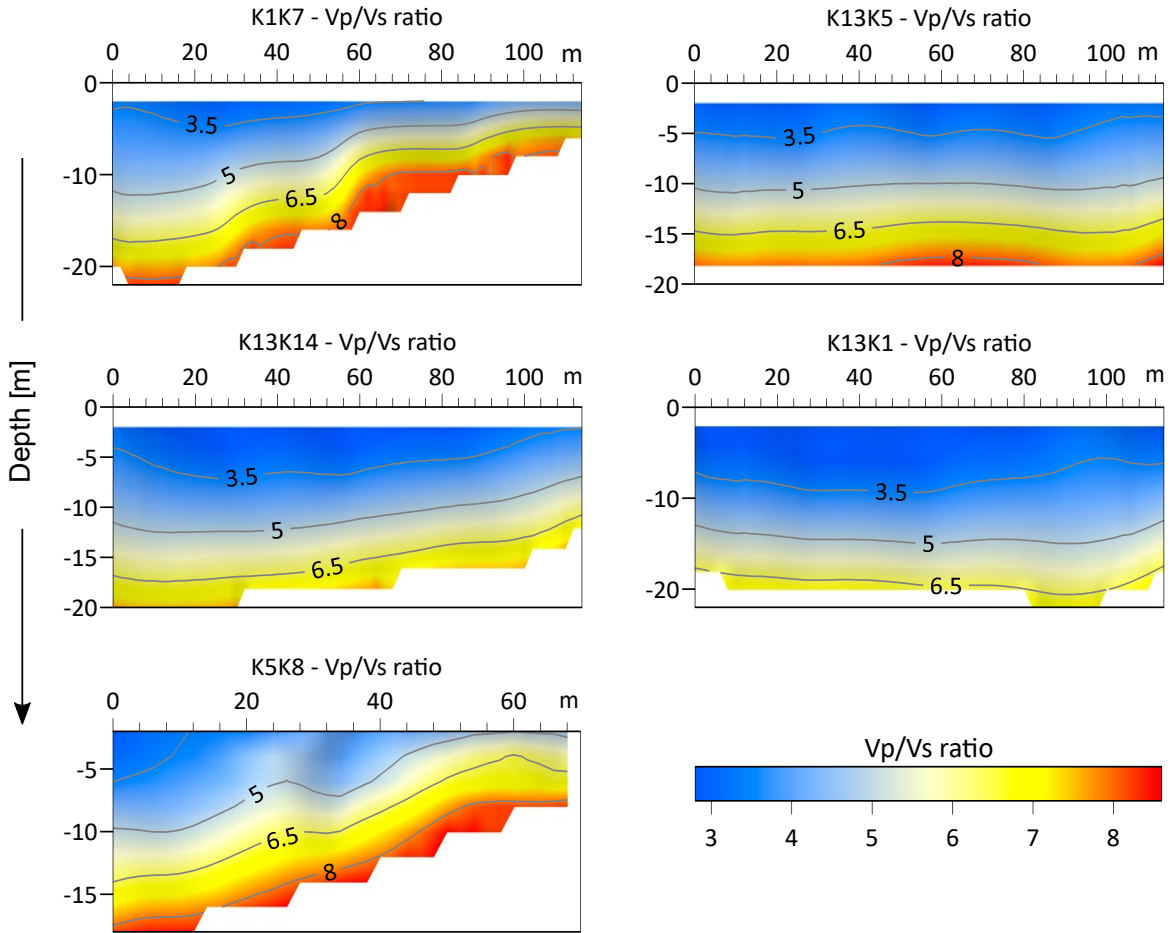 K1K7 - Vp/Vs ratio
0 20 40 60 80 100 m
0
-10
-20
3.5
5
6.5
8
K13K5 - Vp/Vs ratio
0 20 40 60 80 100 m
0
-5
-10
-15
-20
3.5
5
6.5
8
Depth [m]
K13K14 - Vp/Vs ratio
0 20 40 60 80 100 m
0
-5
-10
-15
-20
3.5
5
6.5
K13K1 - Vp/Vs ratio
0 20 40 60 80 100 m
0
-10
-20
3.5
5
6.5
K5K8 - Vp/Vs ratio
0 20 40 60 m
-5
-10
-15
5
6.5
8
Vp/Vs ratio
3 4 5 6 7 8